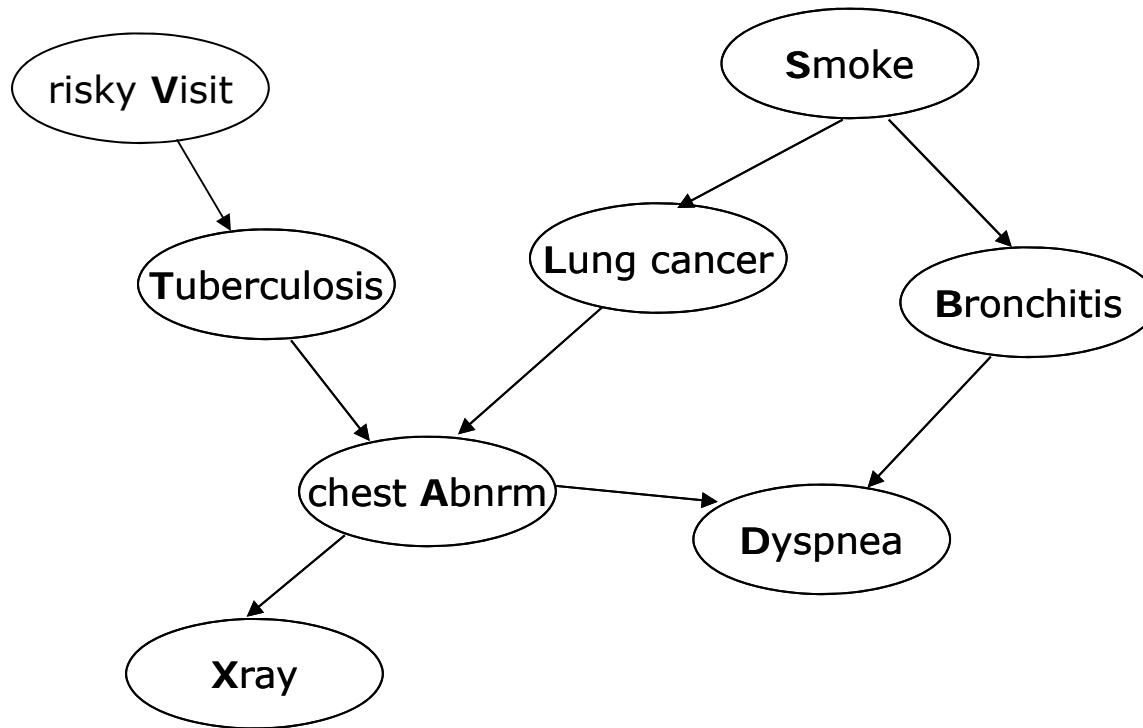 risky Visit
Smoke
Tuberculosis
Lung cancer
Bronchitis
chest Abnrm
Dyspnea
Xray